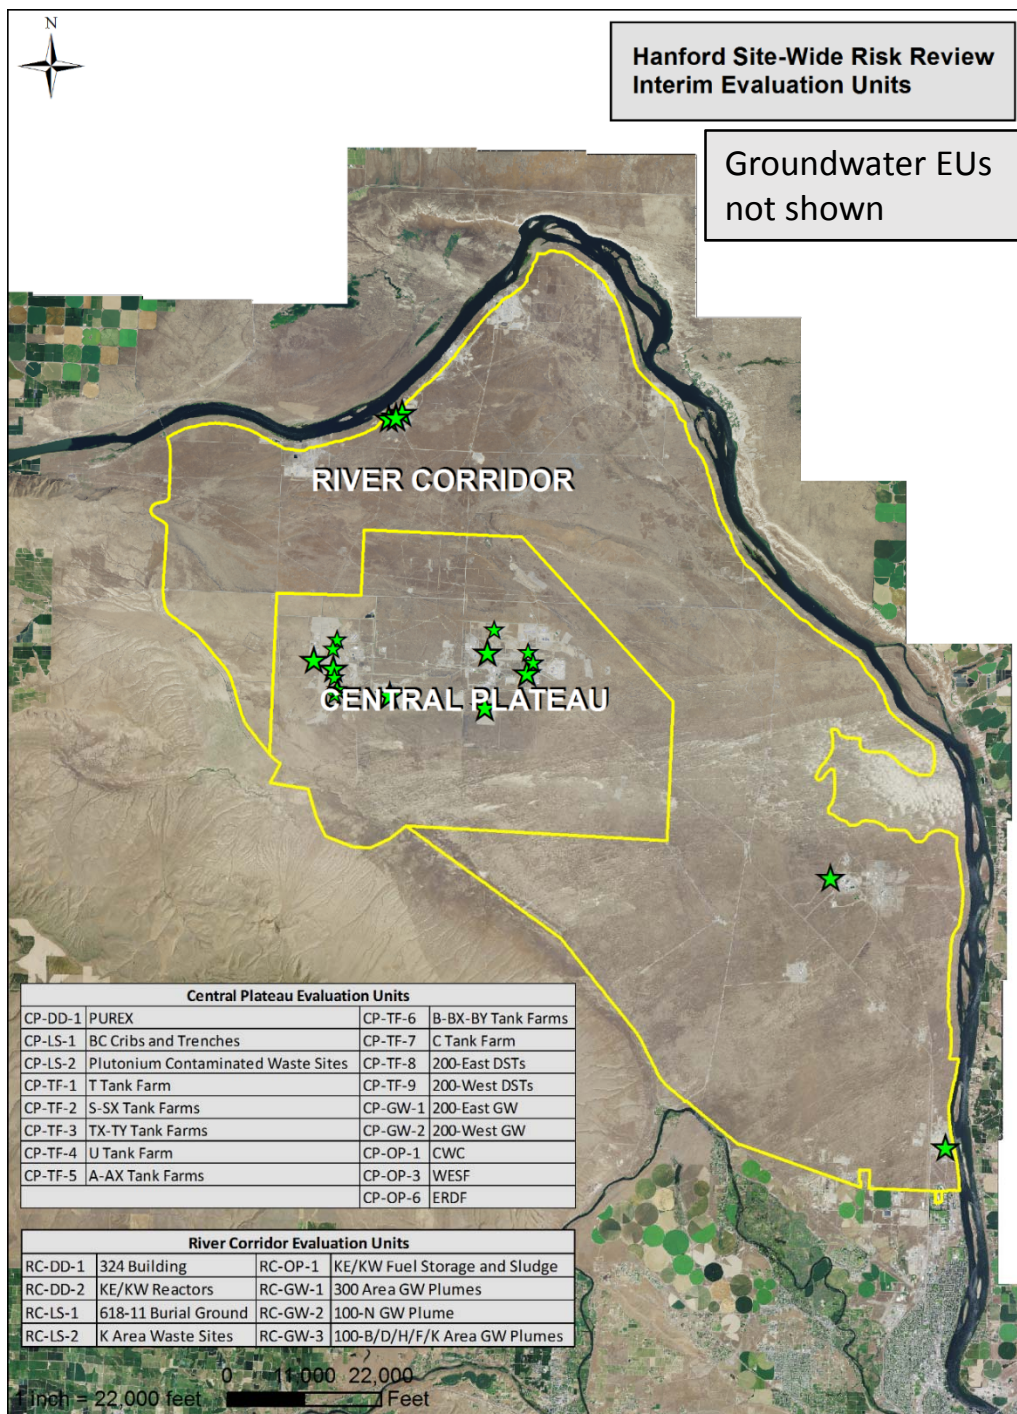 N
Hanford Site-Wide Risk Review
Interim Evaluation Units
Groundwater EUs
not shown
RIVER CORRIDOR
CENTRAL PLATEAU
Central Plateau Evaluation Units
CP-DD-1 PUREX CP-TF-6 B-BX-BY Tank Farms
CP-LS-1 BC Cribs and Trenches CP-TF-7 C Tank Farm
CP-LS-2 Plutonium Contaminated Waste Sites CP-TF-8 200-East DSTs
CP-TF-1 T Tank Farm CP-TF-9 200-West DSTs
CP-TF-2 S-SX Tank Farms CP-GW-1 200-East GW
CP-TF-3 TX-TY Tank Farms CP-GW-2 200-West GW
CP-TF-4 U Tank Farm CP-OP-1 CWC
CP-TF-5 A-AX Tank Farms CP-OP-3 WESF
CP-OP-6 ERDF
River Corridor Evaluation Units
RC-DD-1 324 Building RC-OP-1 KE/KW Fuel Storage and Sludge
RC-DD-2 KE/KW Reactors RC-GW-1 300 Area GW Plumes
RC-LS-1 618-11 Burial Ground RC-GW-2 100-N GW Plume
RC-LS-2 K Area Waste Sites RC-GW-3 100-B/D/H/F/K Area GW Plumes
0 11,000 22,000
1 inch = 22,000 feet Feet